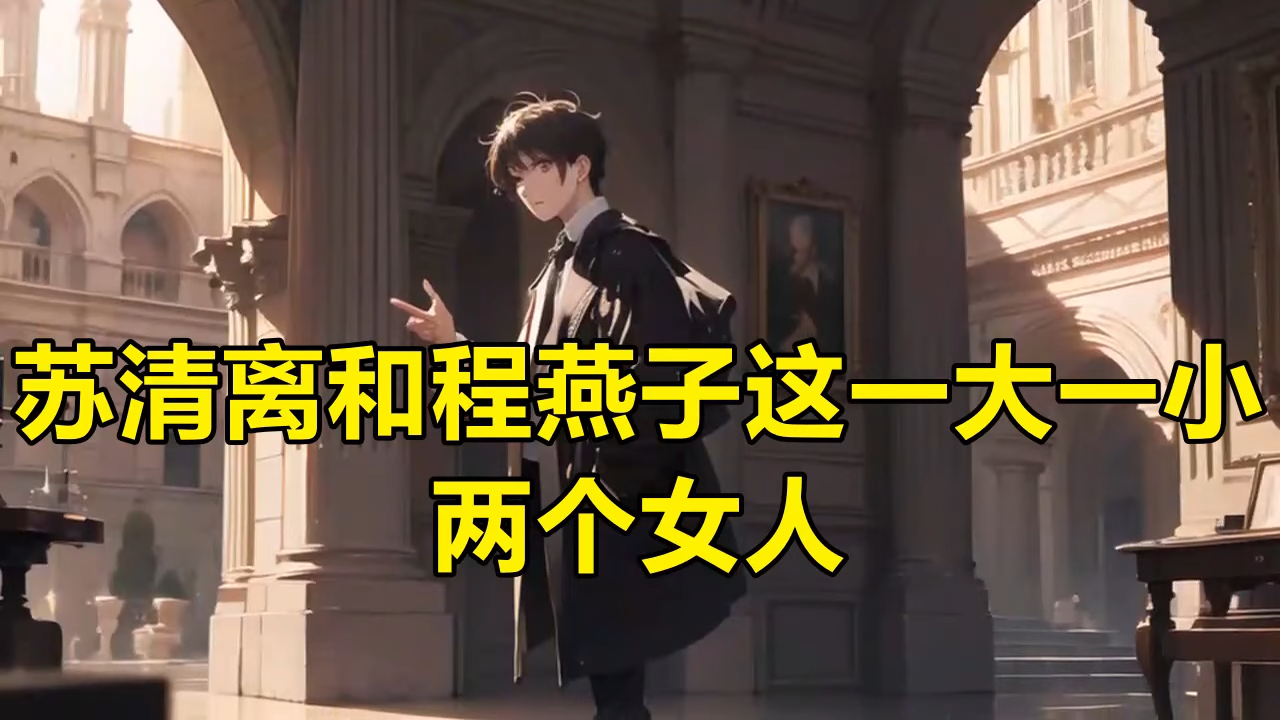 苏清离和程燕子这一大一小
两个女人